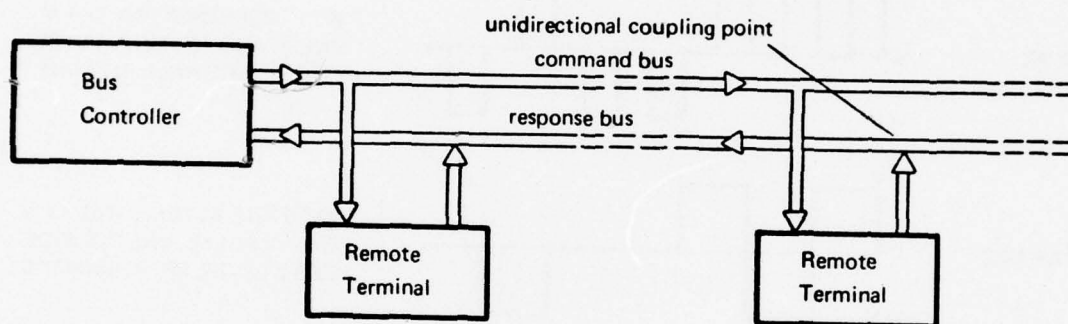 unidirectional coupling point
command bus
Bus
Controller
response bus
Remote
Terminal
Remote
Terminal